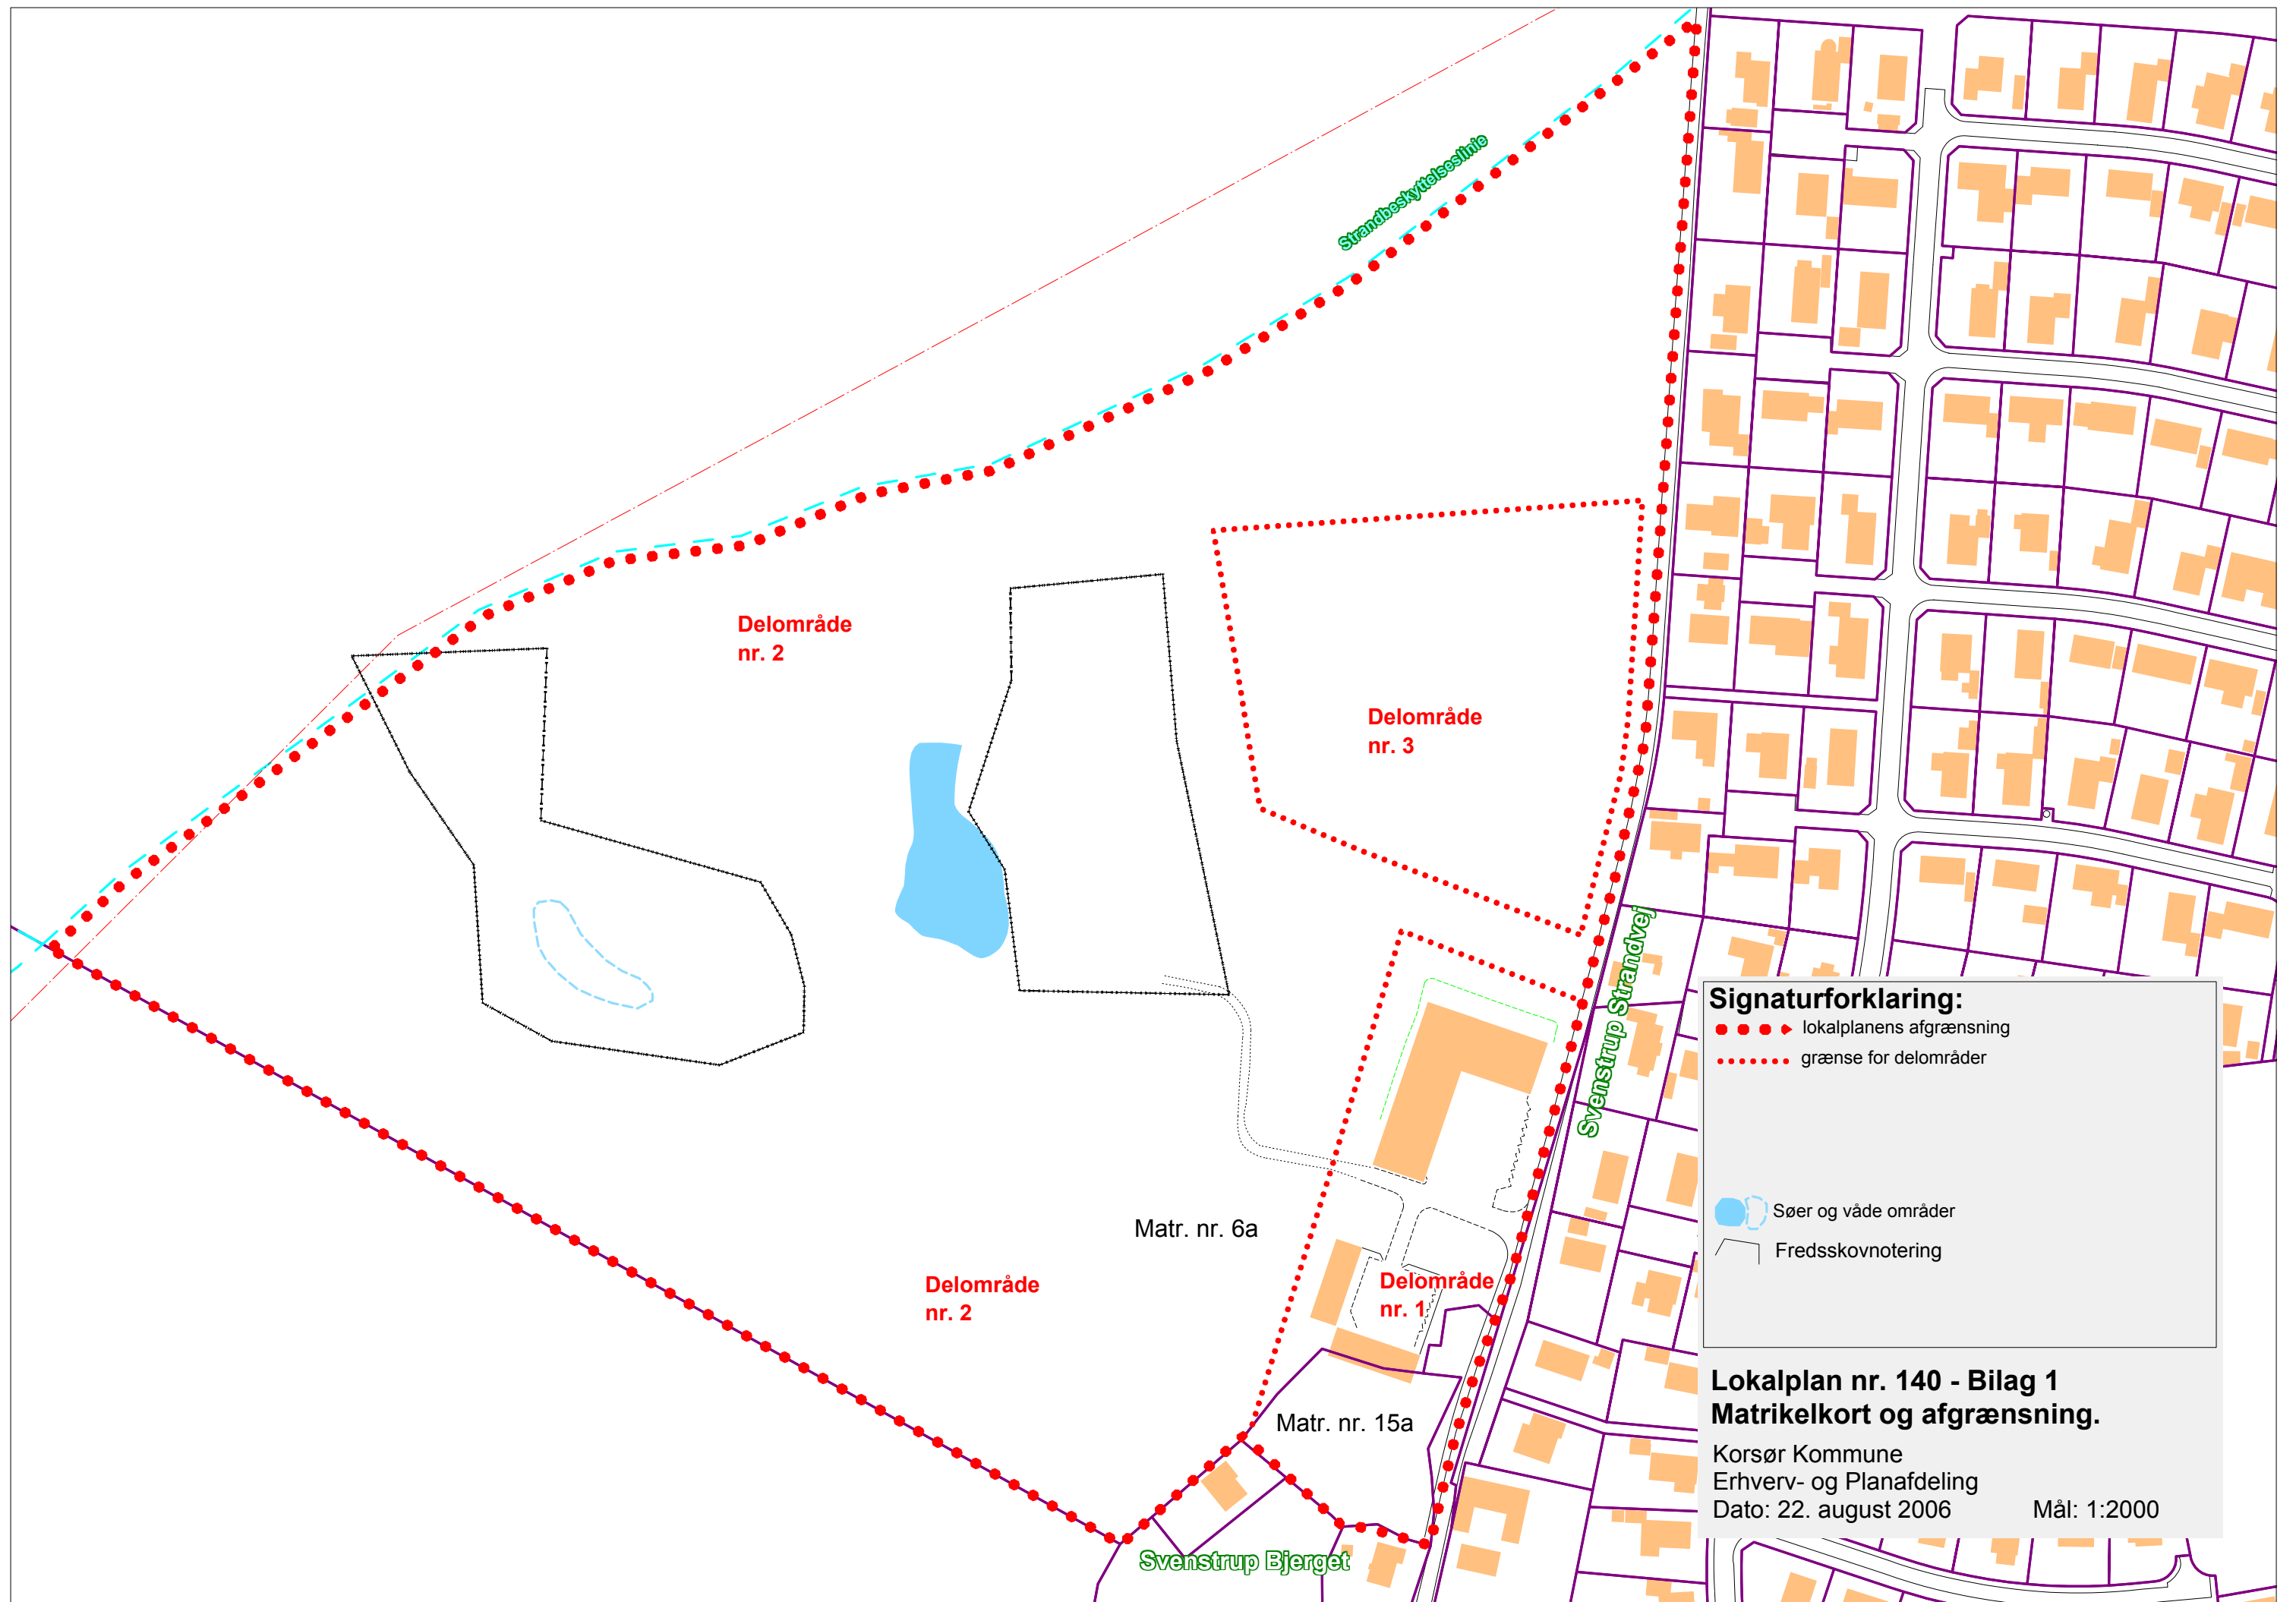 Strandbeskyttelseslinie
Delområde
nr. 2
Delområde
nr. 3
Svenstrup Strandvej
Signaturforklaring:
lokalplanens afgrænsning
grænse for delområder
Søer og våde områder
Fredsskovnotering
Matr. nr. 6a
Delområde
nr. 2
Delområde
nr. 1
Matr. nr. 15a
Svenstrup Bjerget
Lokalplan nr. 140 - Bilag 1
Matrikelkort og afgrænsning.
Korsør Kommune
Erhverv- og Planafdeling
Dato: 22. august 2006 Mål: 1:2000